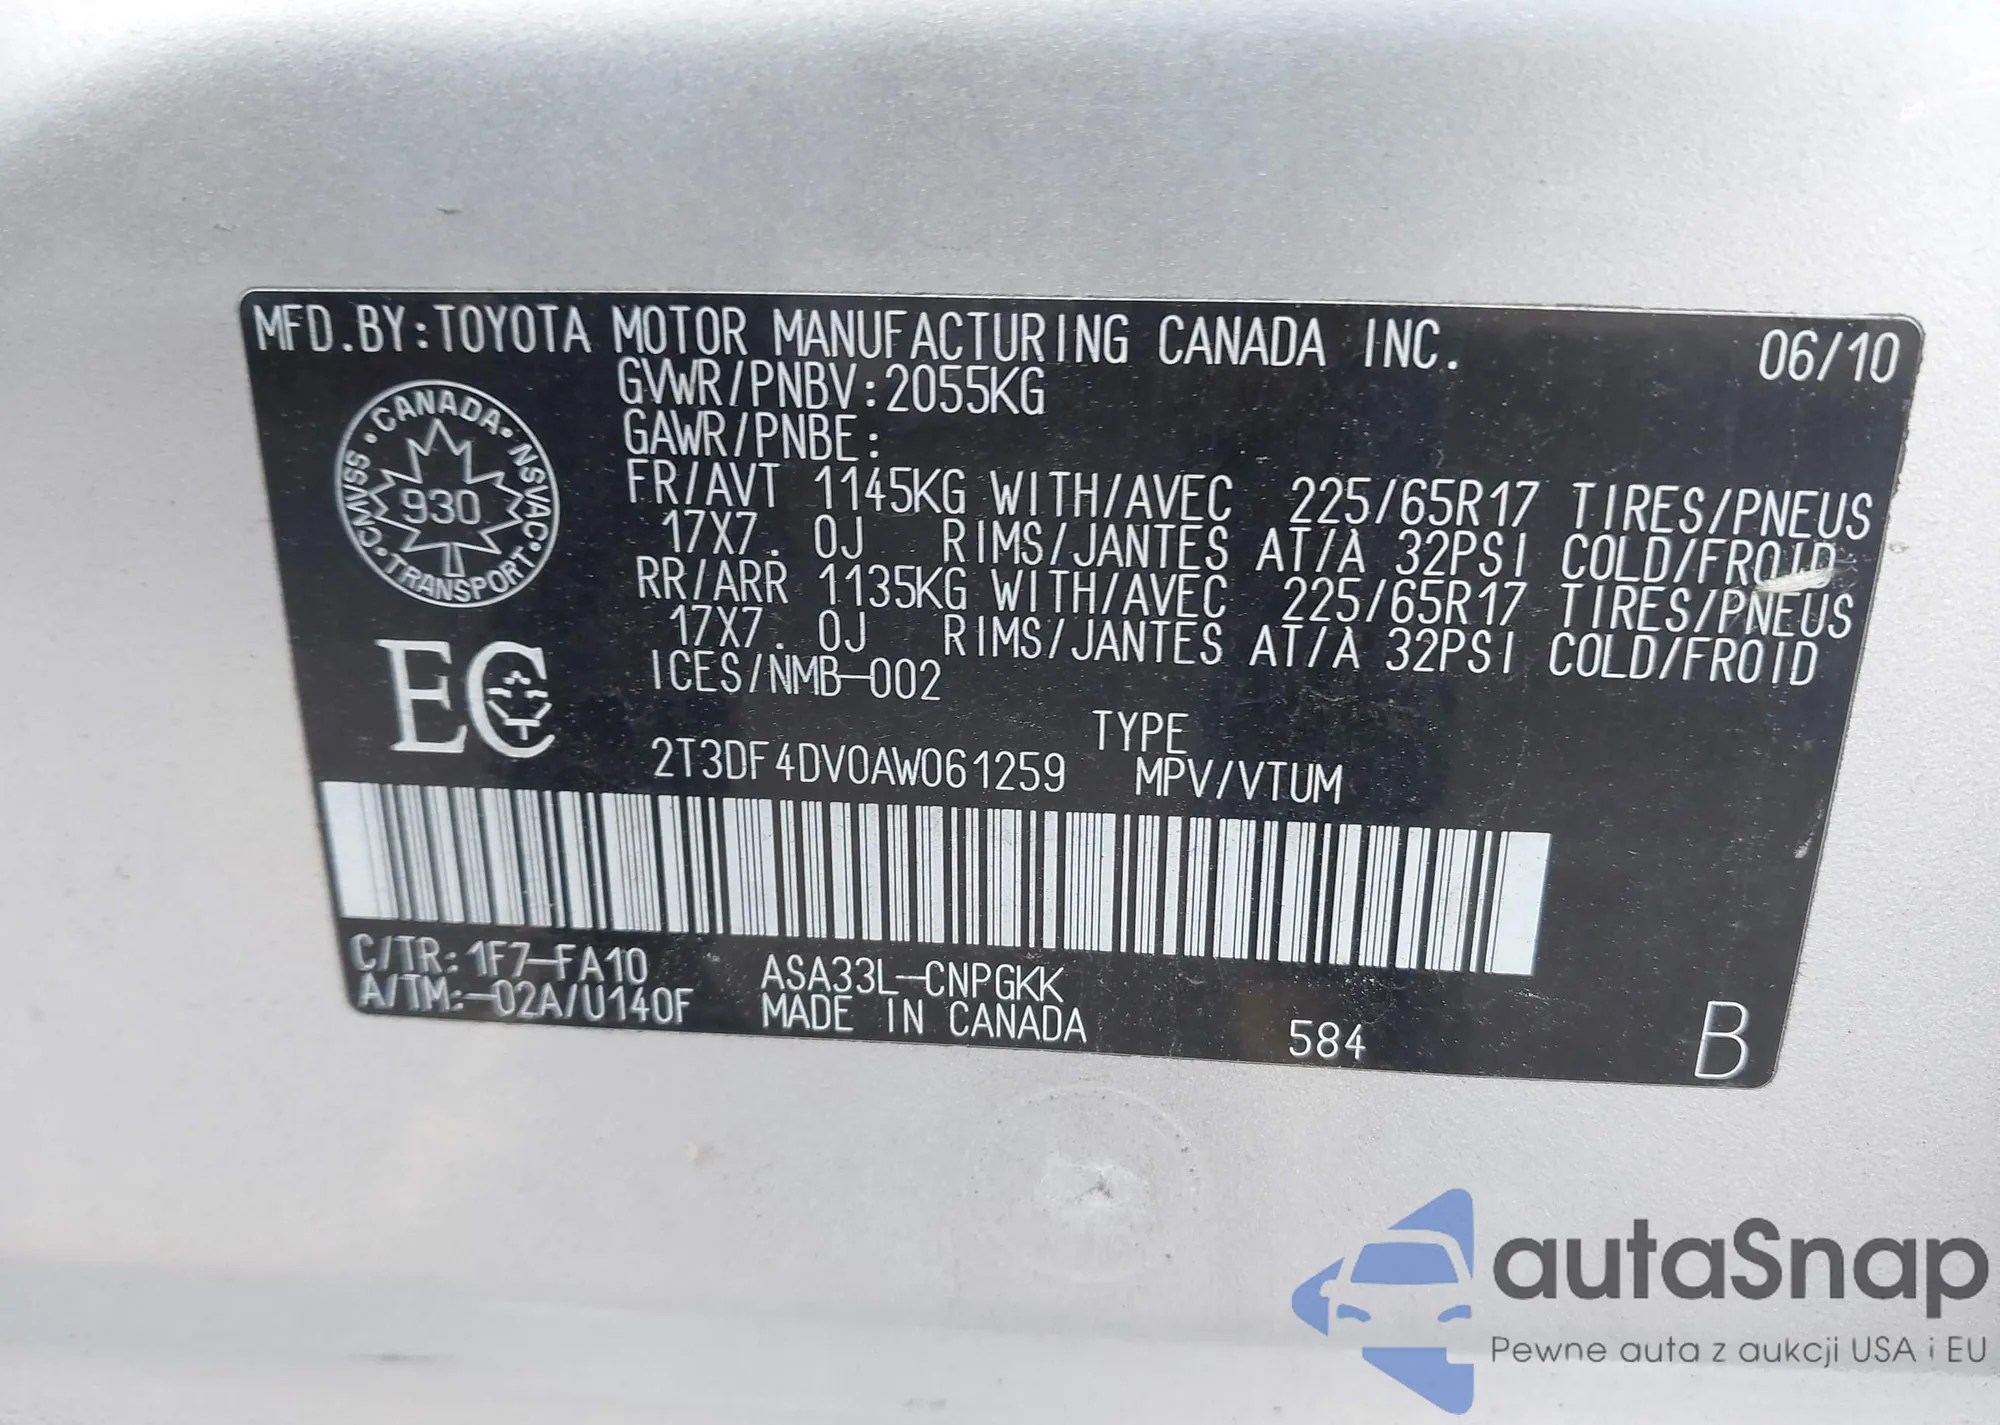 MFD.BY:TOYOTA MOTOR MANUFACTURING CANADA INC. 06/10
GVWR/PNBV:2055KG
GAWR/PNBE:
FR/AVT 1145KG WITH/AVEC 225/65R17 TIRES/PNEUS
17X7.0J RIMS/JANTES AT/À 32PSI COLD/FROID
RR/ARR 1135KG WITH/AVEC 225/65R17 TIRES/PNEUS
17X7.0J RIMS/JANTES AT/À 32PSI COLD/FROID
ICES/NMB-002
CANADA • NSVAC • TRANSPORT • CMVSS •
930
EC
TYPE
2T3DF4DV0AW061259 MPV/VTUM
C/TR:1F7-FA10 ASA33L-CNPGKK
A/TM:-02A/U140F MADE IN CANADA
584
B
autaSnap
Pewne auta z aukcji USA i EU